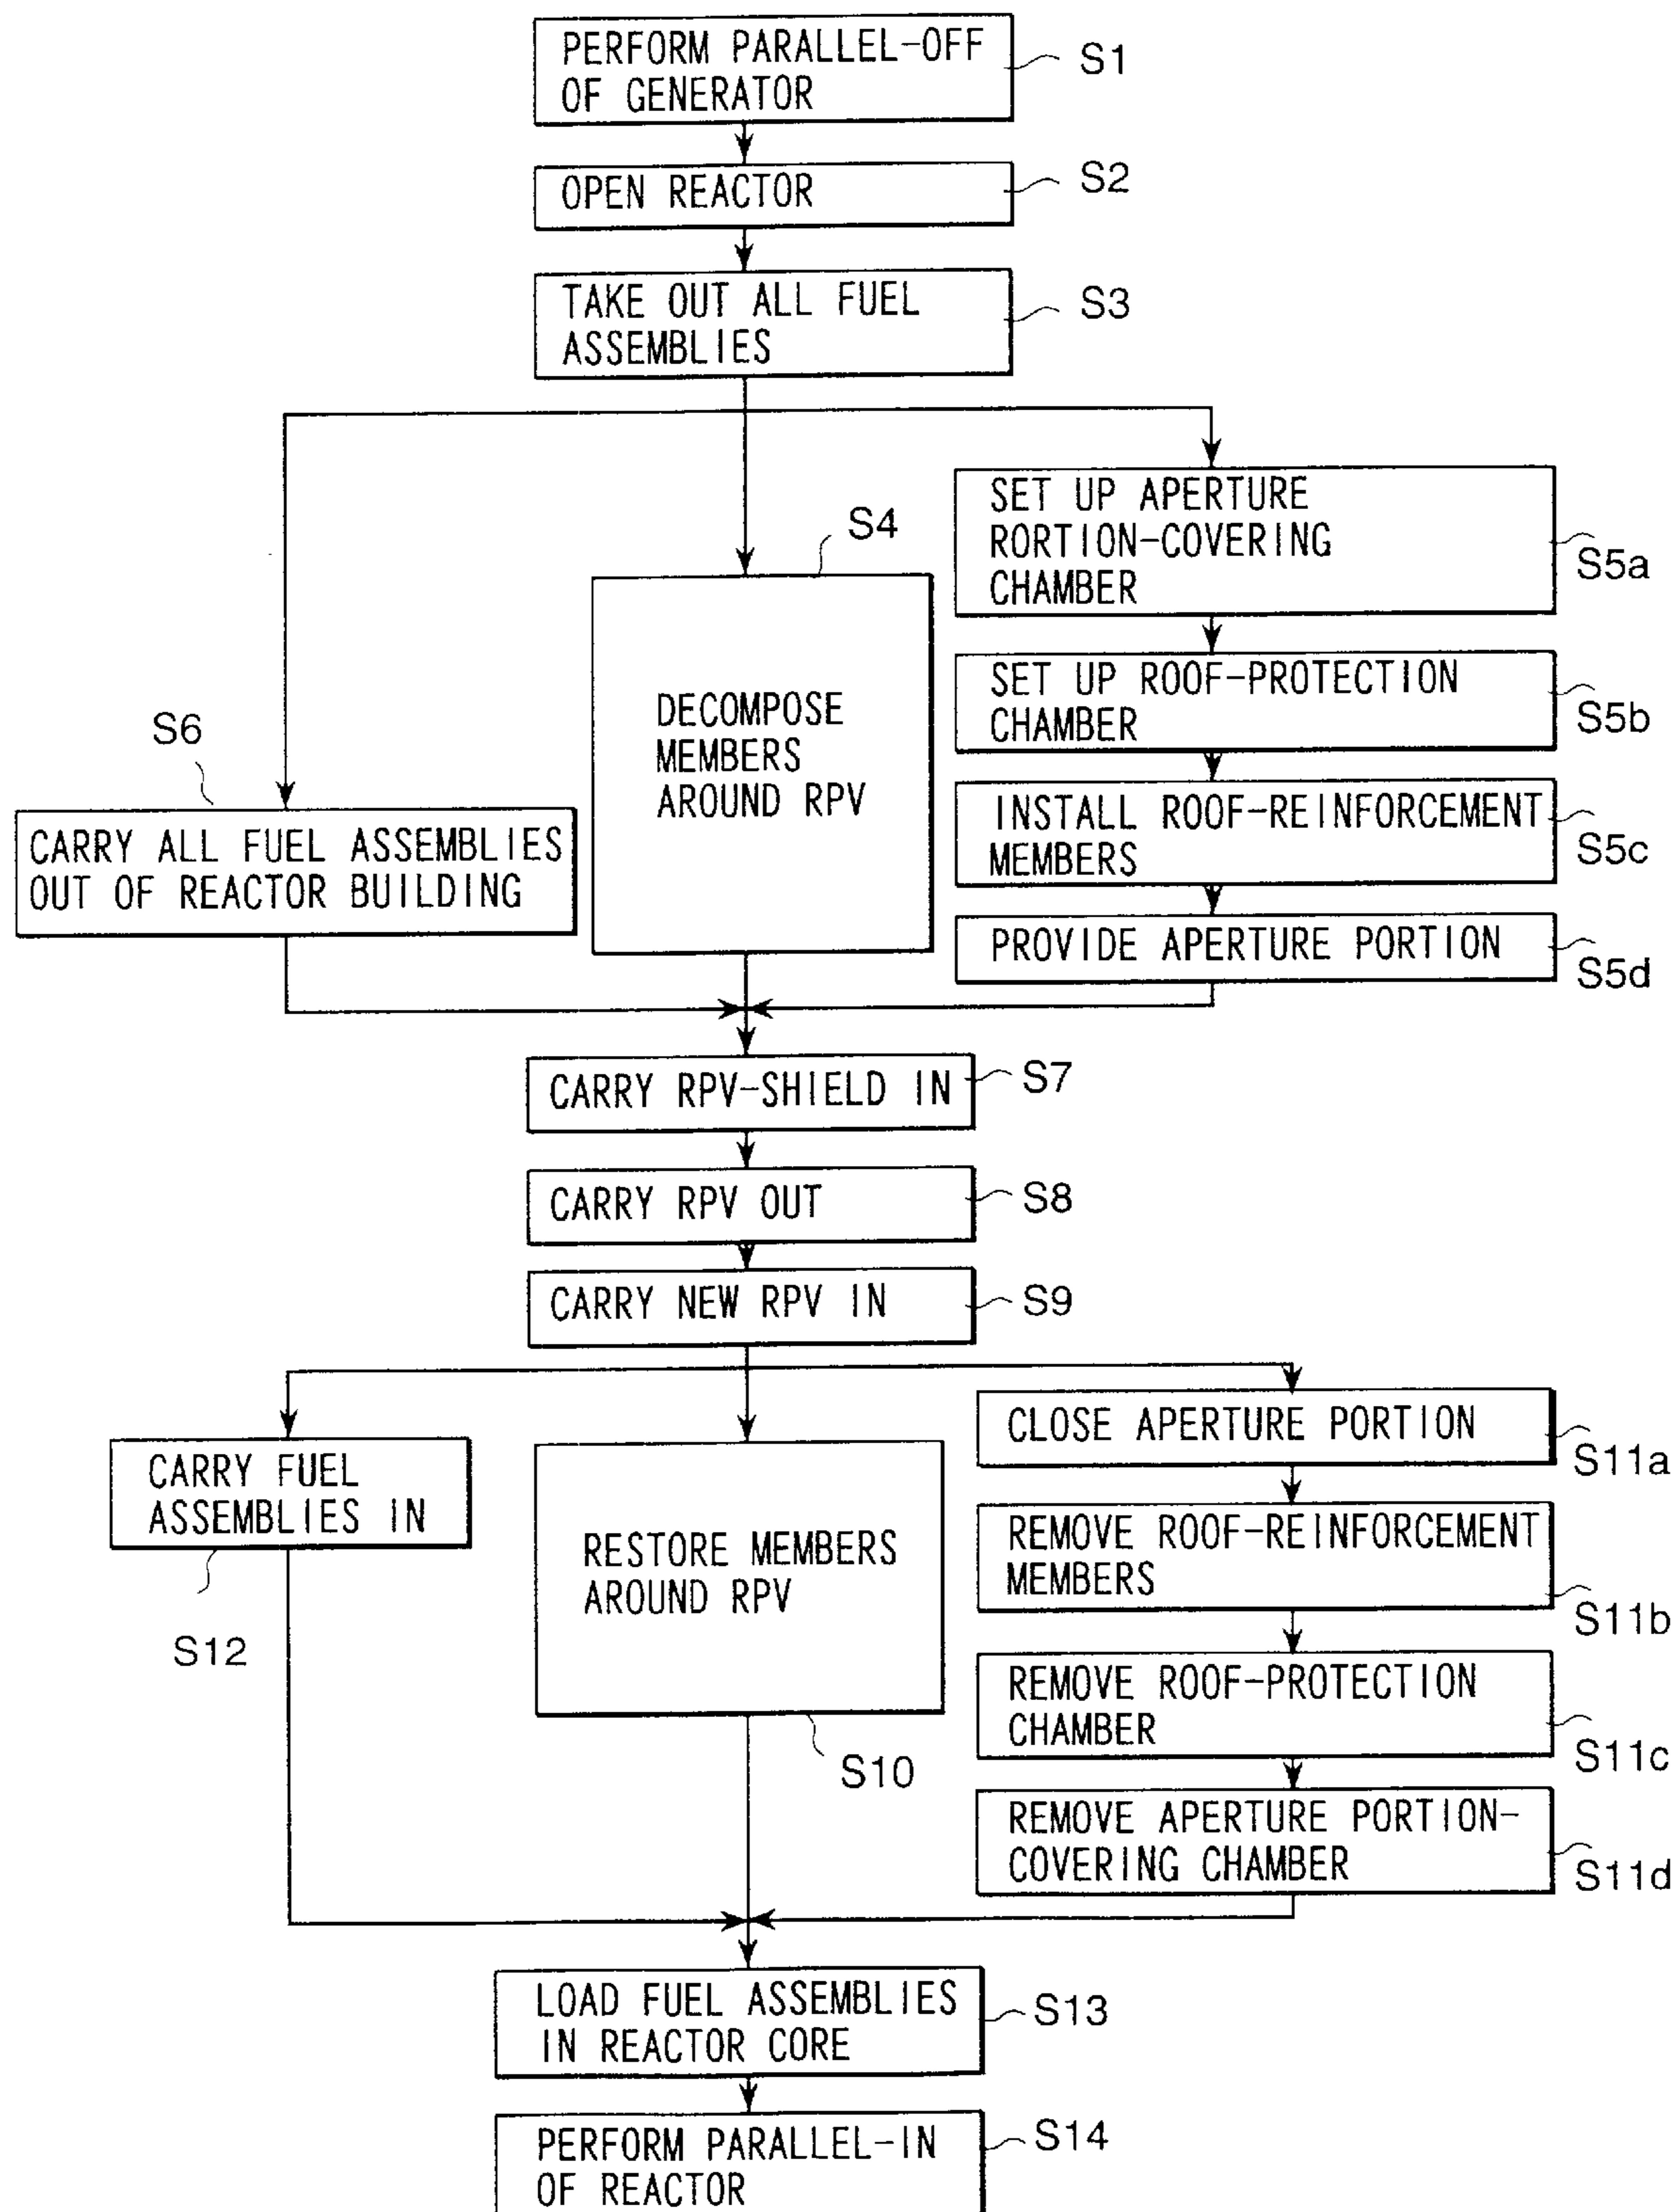 PERFORM PARALLEL-OFF
OF GENERATOR
S1
OPEN REACTOR
S2
TAKE OUT ALL FUEL
ASSEMBLIES
S3
S4
DECOMPOSE
MEMBERS
AROUND RPV
SET UP APERTURE
RORTION-COVERING
CHAMBER
S5a
SET UP ROOF-PROTECTION
CHAMBER
S5b
INSTALL ROOF-REINFORCEMENT
MEMBERS
S5c
PROVIDE APERTURE PORTION
S5d
S6
CARRY ALL FUEL ASSEMBLIES
OUT OF REACTOR BUILDING
CARRY RPV-SHIELD IN
S7
CARRY RPV OUT
S8
CARRY NEW RPV IN
S9
CARRY FUEL
ASSEMBLIES IN
S12
RESTORE MEMBERS
AROUND RPV
S10
CLOSE APERTURE PORTION
S11a
REMOVE ROOF-REINFORCEMENT
MEMBERS
S11b
REMOVE ROOF-PROTECTION
CHAMBER
S11c
REMOVE APERTURE PORTION-
COVERING CHAMBER
S11d
LOAD FUEL ASSEMBLIES
IN REACTOR CORE
S13
PERFORM PARALLEL-IN
OF REACTOR
S14